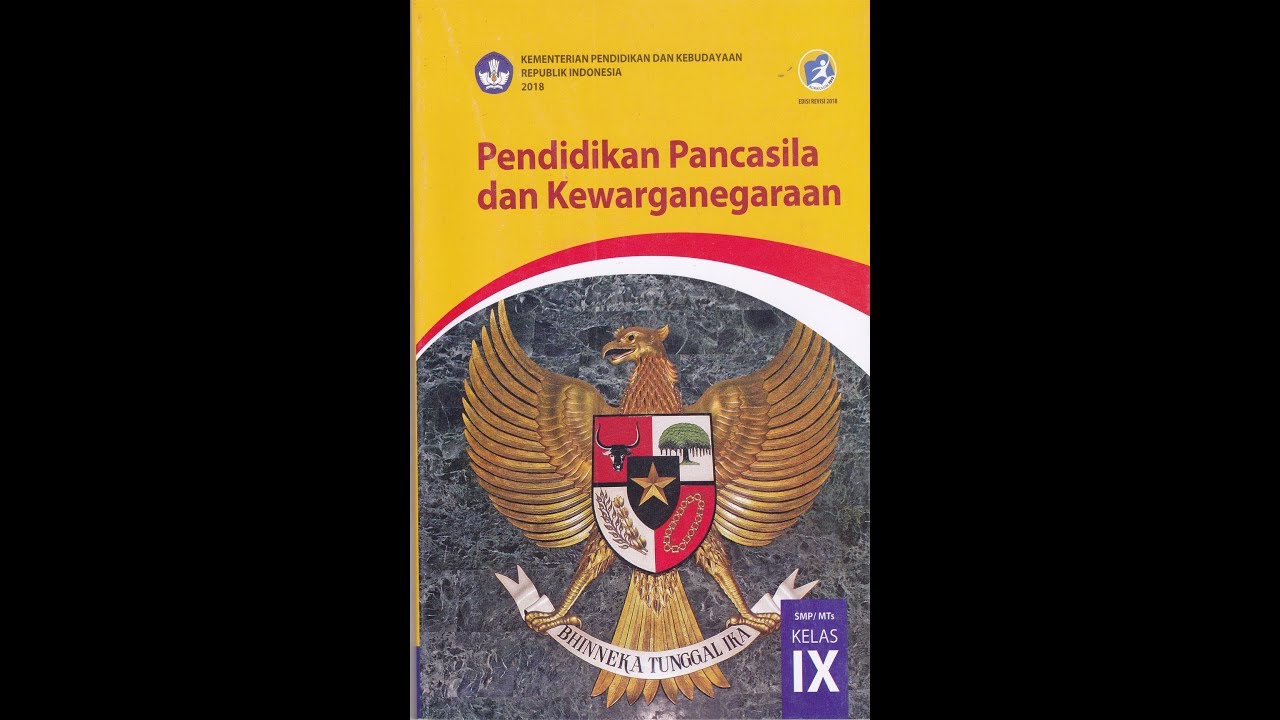 KEMENTERIAN PENDIDIKAN DAN KEBUDAYAAN
REPUBLIK INDONESIA
2018
EDISI REVISI 2018
Pendidikan Pancasila
dan Kewarganegaraan
BHINNEKA TUNGGAL IKA
SMP/ MTs
KELAS
IX